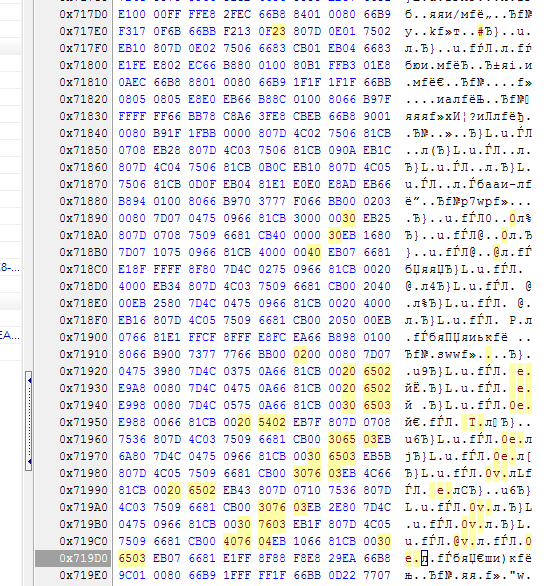 0x717D0 E100 00FF FFE8 2FEC 66B8 8401 0080 66B9 б..яяи/мfё„..Ђf№
0x717E0 F317 0F6B 66BB F213 0F23 807D 0E01 7502 у..kf»т..#Ђ}..u.
0x717F0 EB10 807D 0E02 7506 6683 CB01 EB04 6683 л.Ђ}..u.fЃЛ.л.fѓ
0x71800 E1FE E802 EC66 B880 0100 80B1 FFB3 01E8 бюи.мfёЂ..Ђ±яі.и
0x71810 0AEC 66B8 8801 0080 66B9 1F1F 1F1F 66BB .мfё€..Ђf№....f»
0x71820 0805 0805 E8E0 EB66 B88C 0100 8066 B97F ....иалfёЊ..Ђf№
0x71830 FFFF FF66 BB78 C8A6 3FE8 CBEB 66B8 9001 яяяf»xИ¦?иЛлfёђ.
0x71840 0080 B91F 1FBB 0000 807D 4C02 7506 81CB .Ђ№..»..Ђ}L.u.ЃЛ
0x71850 0708 EB28 807D 4C03 7506 81CB 090A EB1C ..л(Ђ}L.u.ЃЛ..л.
0x71860 807D 4C04 7506 81CB 0B0C EB10 807D 4C05 Ђ}L.u.ЃЛ..л.Ђ}L.
0x71870 7506 81CB 0D0F EB04 81E1 E0E0 E8AD EB66 u.ЃЛ..л.Ѓбааи-лf
0x71880 B894 0100 8066 B970 3777 F066 BB00 0203 ё”..Ђf№p7wрf»...
0x71890 0080 7D07 0475 0966 81CB 3000 0030 EB25 .Ђ}..u.fЃЛ0..0л%
0x718A0 807D 0708 7509 6681 CB40 0000 30EB 1680 Ђ}..u.fЃЛ@..0л.Ђ
0x718B0 7D07 1075 0966 81CB 4000 0040 EB07 6681 }..u.fЃЛ@..@л.fЃ
0x718C0 E18F FFFF 8F80 7D4C 0275 0966 81CB 0020 бЏяяЏЂ}L.u.fЃЛ.
0x718D0 4000 EB34 807D 4C03 7509 6681 CB00 2040 @.л4Ђ}L.u.fЃЛ. @
0x718E0 00EB 2580 7D4C 0475 0966 81CB 0020 4000 .л%Ђ}L.u.fЃЛ. @.
0x718F0 EB16 807D 4C05 7509 6681 CB00 2050 00EB л.Ђ}L.u.fЃЛ. P.л
0x71900 0766 81E1 FFCF 8FFF E8FC EA66 B898 0100 .fЃбяПЏяиькfё..
0x71910 8066 B900 7377 7766 BB00 0200 0080 7D07 Ђf№.swwf»....Ђ}.
0x71920 0475 3980 7D4C 0375 0A66 81CB 0020 6502 .u9Ђ}L.u.fЃЛ. e.
0x71930 E9A8 0080 7D4C 0475 0A66 81CB 0020 6502 йЁ.Ђ}L.u.fЃЛ. e.
0x71940 E998 0080 7D4C 0575 0A66 81CB 0030 6503 й.Ђ}L.u.fЃЛ.0e.
0x71950 E988 0066 81CB 0020 5402 EB7F 807D 0708 й€.fЃЛ. T.лЂ}..
0x71960 7536 807D 4C03 7509 6681 CB00 3065 03EB u6Ђ}L.u.fЃЛ.0e.л
0x71970 6A80 7D4C 0475 0966 81CB 0030 6503 EB5B jЂ}L.u.fЃЛ.0e.л[
0x71980 807D 4C05 7509 6681 CB00 3076 03EB 4C66 Ђ}L.u.fЃЛ.0v.лLf
0x71990 81CB 0020 6502 EB43 807D 0710 7536 807D ЃЛ. e.лCЂ}..u6Ђ}
0x719A0 4C03 7509 6681 CB00 3076 03EB 2E80 7D4C L.u.fЃЛ.0v.л.Ђ}L
0x719B0 0475 0966 81CB 0030 7603 EB1F 807D 4C05 .u.fЃЛ.0v.л.Ђ}L.
0x719C0 7509 6681 CB00 4076 04EB 1066 81CB 0030 u.fЃЛ.@v.л.fЃЛ.0
0x719D0 6503 EB07 6681 E1FF 8F88 F8E8 29EA 66B8 e.л.fЃбяЏ€ши)кfё
0x719E0 9C01 0080 66B9 1FFF FF1F 66BB 0D22 7707 њ..Ђf№.яя.f»."w.